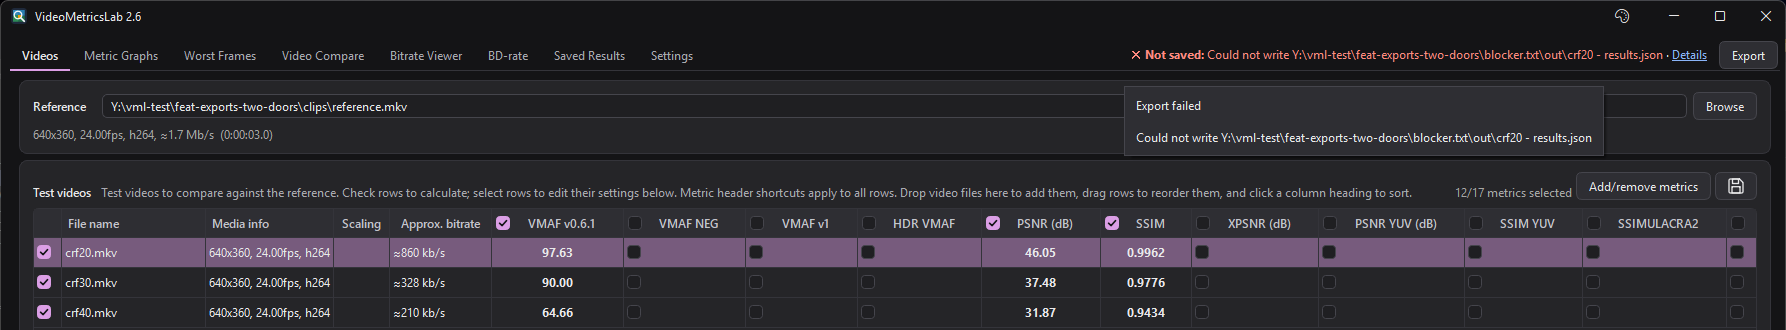 VideoMetricsLab 2.6
Videos Metric Graphs Worst Frames Video Compare Bitrate Viewer BD-rate Saved Results Settings ✕ Not saved: Could not write Y:\vml-test\feat-exports-two-doors\blocker.txt\out\crf20 - results.json · Details Export
Reference Y:\vml-test\feat-exports-two-doors\clips\reference.mkv Browse
Export failed
640x360, 24.00fps, h264, ≈1.7 Mb/s (0:00:03.0)
Could not write Y:\vml-test\feat-exports-two-doors\blocker.txt\out\crf20 - results.json
Test videos Test videos to compare against the reference. Check rows to calculate; select rows to edit their settings below. Metric header shortcuts apply to all rows. Drop video files here to add them, drag rows to reorder them, and click a column heading to sort. 12/17 metrics selected Add/remove metrics
File name Media info Scaling Approx. bitrate VMAF v0.6.1 VMAF NEG VMAF v1 HDR VMAF PSNR (dB) SSIM XPSNR (dB) PSNR YUV (dB) SSIM YUV SSIMULACRA2
crf20.mkv 640x360, 24.00fps, h264 ≈860 kb/s 97.63 46.05 0.9962
crf30.mkv 640x360, 24.00fps, h264 ≈328 kb/s 90.00 37.48 0.9776
crf40.mkv 640x360, 24.00fps, h264 ≈210 kb/s 64.66 31.87 0.9434